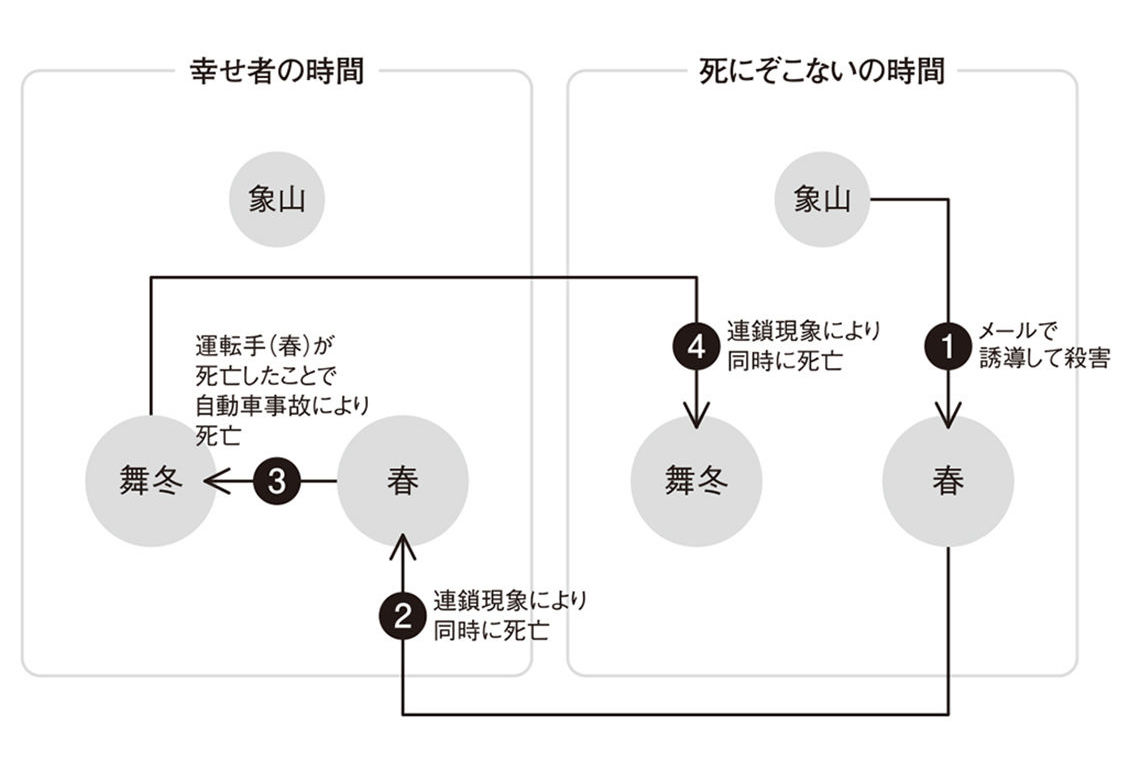 幸せ者の時間
死にぞこないの時間
象山
象山
運転手（春）が
死亡したことで
自動車事故により
死亡
4
連鎖現象により
同時に死亡
1
メールで
誘導して殺害
舞冬
3
春
舞冬
春
2
連鎖現象により
同時に死亡